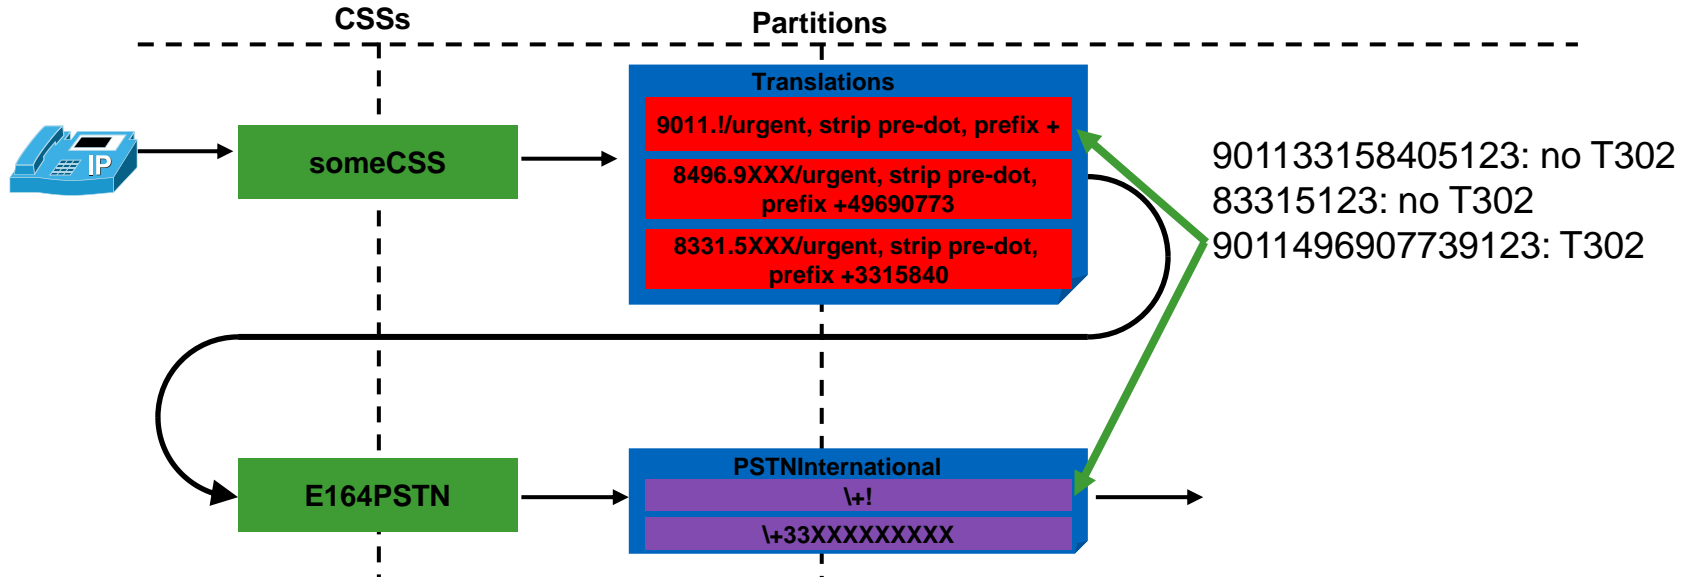 CSSs
Partitions
Translations
9011.!/urgent, strip pre-dot, prefix +
8496.9XXX/urgent, strip pre-dot,
prefix +49690773
8331.5XXX/urgent, strip pre-dot,
prefix +3315840
IP
someCSS
901133158405123: no T302
83315123: no T302
9011496907739123: T302
E164PSTN
PSTNInternational
\+!
\+33XXXXXXXXX